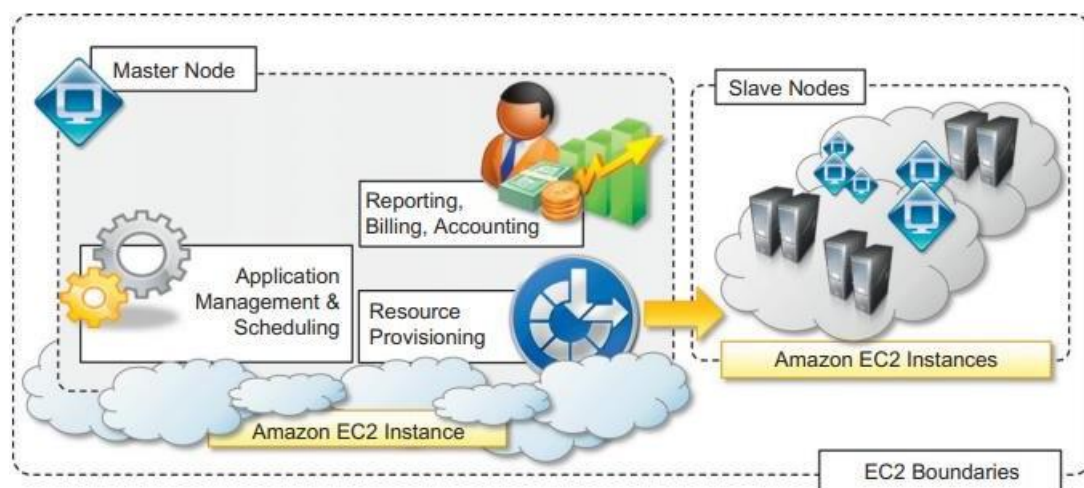 Master Node
Slave Nodes
Reporting,
Billing, Accounting
Application
Management &
Scheduling
Resource
Provisioning
Amazon EC2 Instances
Amazon EC2 Instance
EC2 Boundaries